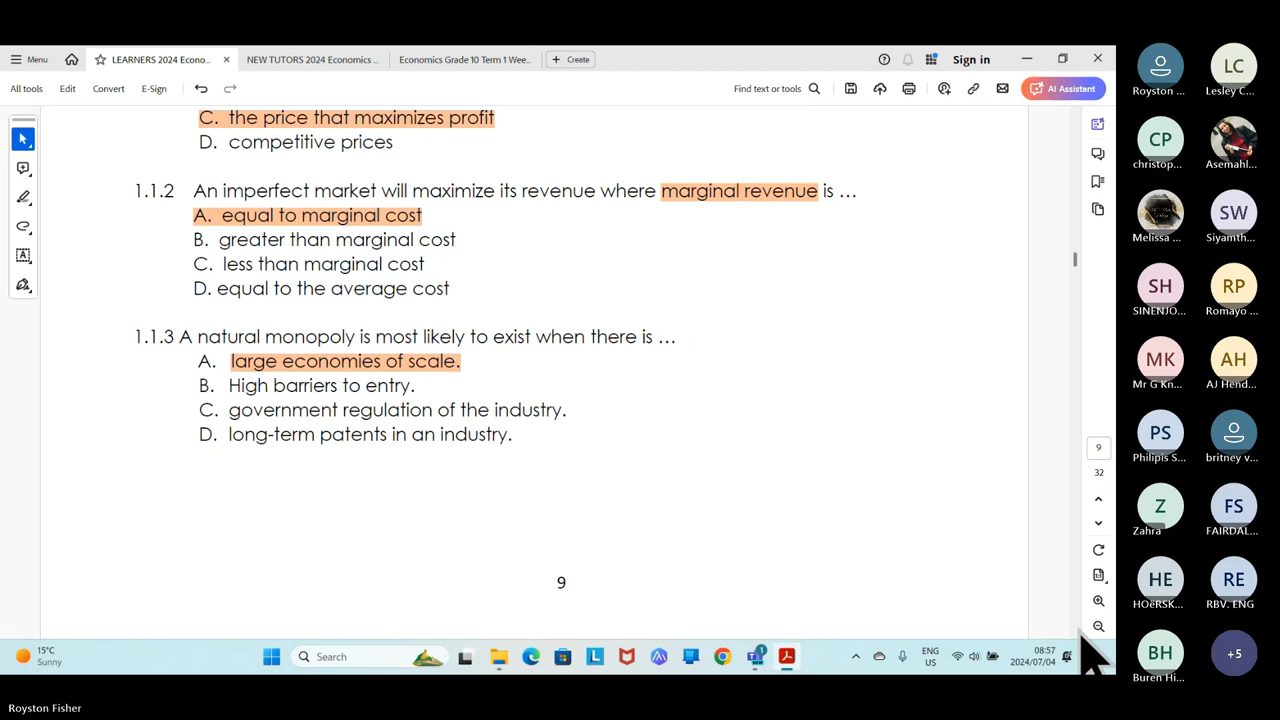 Menu
LEARNERS 2024 Econo...
NEW TUTORS 2024 Economics ...
Economics Grade 10 Term 1 Wee...
+ Create
Sign in
All tools
Edit
Convert
E-Sign
Find text or tools
AI Assistant
C. the price that maximizes profit
D. competitive prices
1.1.2 An imperfect market will maximize its revenue where marginal revenue is …
A. equal to marginal cost
B. greater than marginal cost
C. less than marginal cost
D. equal to the average cost
1.1.3 A natural monopoly is most likely to exist when there is …
A. large economies of scale.
B. High barriers to entry.
C. government regulation of the industry.
D. long-term patents in an industry.
9
9
32
15°C
Sunny
Search
ENG
US
08:57
2024/07/04
Royston ...
LC
Lesley C...
CP
christop...
Asemahl...
Melissa ...
SW
Siyamth...
SH
SINENJO...
RP
Romayo ...
MK
Mr G Kn...
AH
AJ Hend...
PS
Philipis S...
britney v...
Z
Zahra
FS
FAIRDAL...
HE
HOërSK...
RE
RBV. ENG
BH
Buren Hi...
+5
Royston Fisher